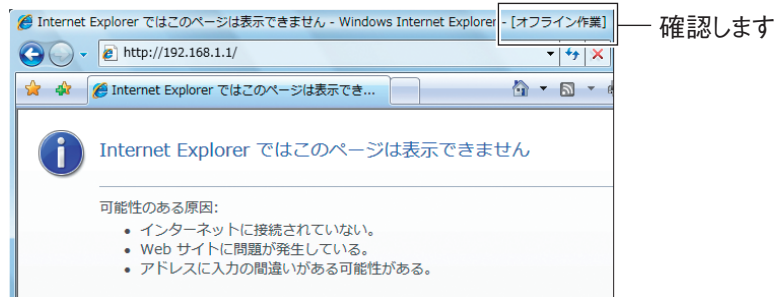 Internet Explorer ではこのページは表示できません - Windows Internet Explorer - [オフライン作業]
確認します
http://192.168.1.1/
Internet Explorer ではこのページは表示でき...
Internet Explorer ではこのページは表示できません
可能性のある原因:
• インターネットに接続されていない。
• Web サイトに問題が発生している。
• アドレスに入力の間違いがある可能性がある。